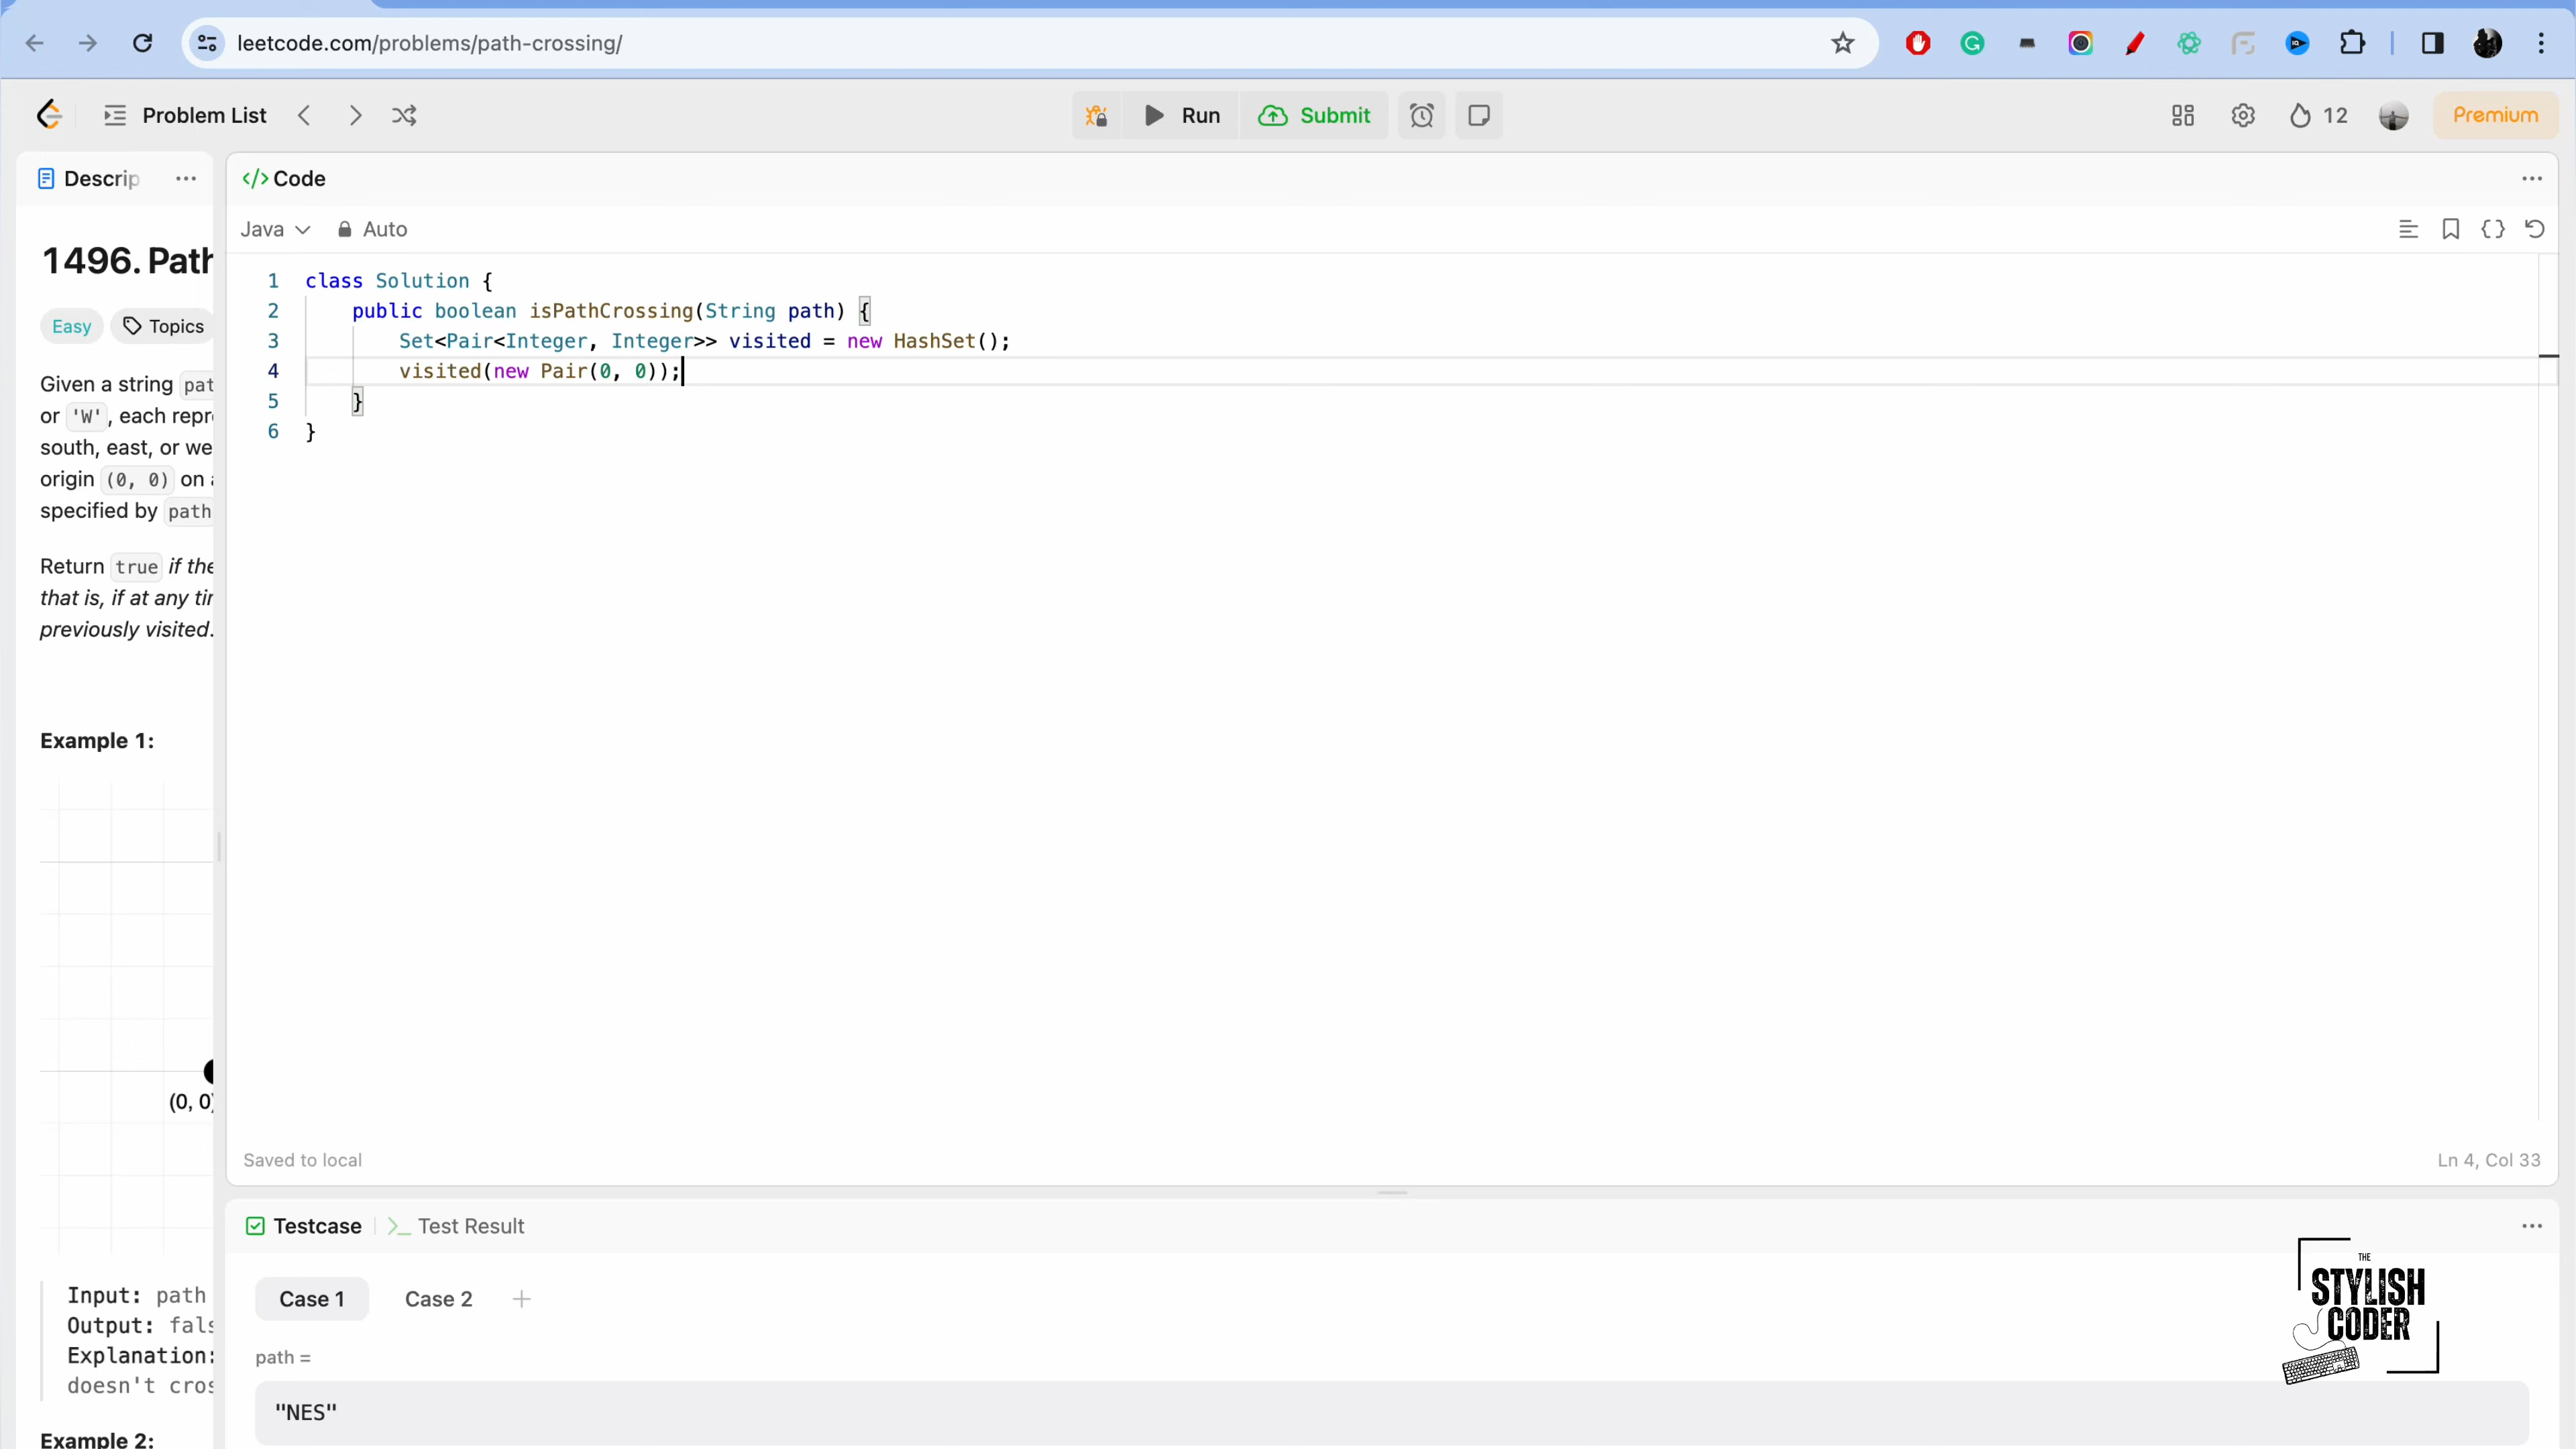 leetcode.com/problems/path-crossing/
Problem List
Run
Submit
12
Premium
Descrip
1496. Path
Easy
Topics
Given a string pat
or 'W', each repr
south, east, or we
origin (0, 0) on
specified by path
Return true if the
that is, if at any tir
previously visited.
Example 1:
(0, 0)
Input: path
Output: fals
Explanation:
doesn't cros
Example 2:
</> Code
Java
Auto
1 class Solution {
2 public boolean isPathCrossing(String path) {
3 Set<Pair<Integer, Integer>> visited = new HashSet();
4 visited(new Pair(0, 0));
5 }
6 }
Saved to local
Ln 4, Col 33
Testcase
Test Result
Case 1
Case 2
path =
"NES"
THE
STYLISH
CODER